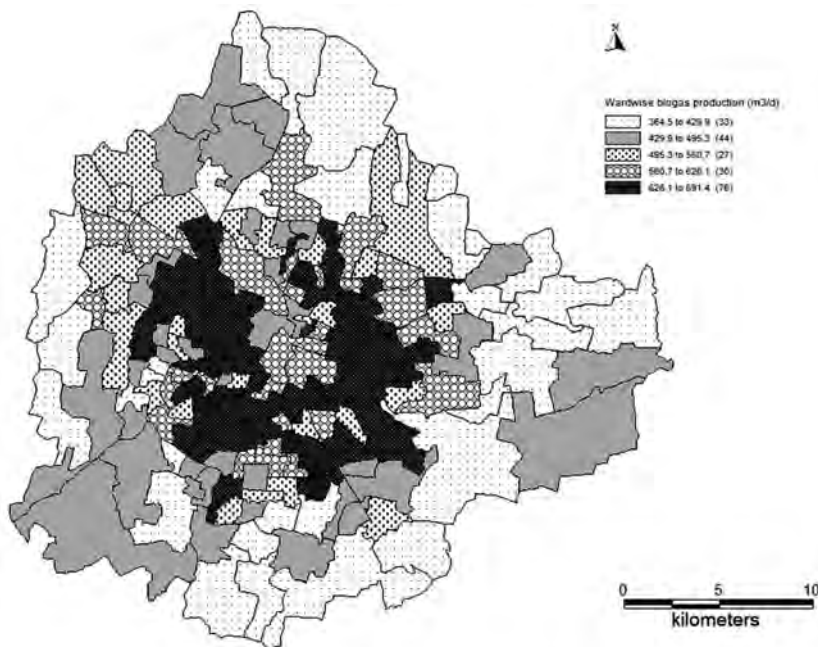 N
Wardwise biogas production (m3/d)
364.5 to 429.9 (33)
429.9 to 495.3 (44)
495.3 to 560.7 (27)
560.7 to 626.1 (30)
626.1 to 691.4 (76)
0 5 10
kilometers